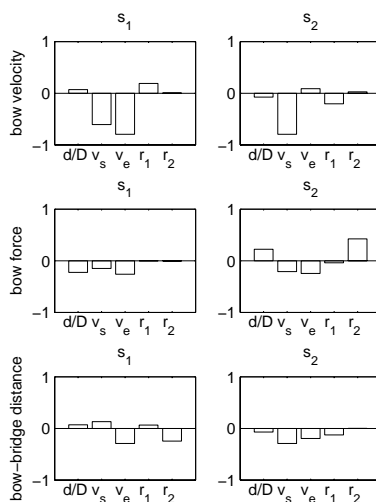 s1 s2
bow velocity
1 1
0 0
−1 −1
d/D vs ve r1 r2 d/D vs ve r1 r2
s1 s2
bow force
1 1
0 0
−1 −1
d/D vs ve r1 r2 d/D vs ve r1 r2
s1 s2
bow−bridge distance
1 1
0 0
−1 −1
d/D vs ve r1 r2 d/D vs ve r1 r2